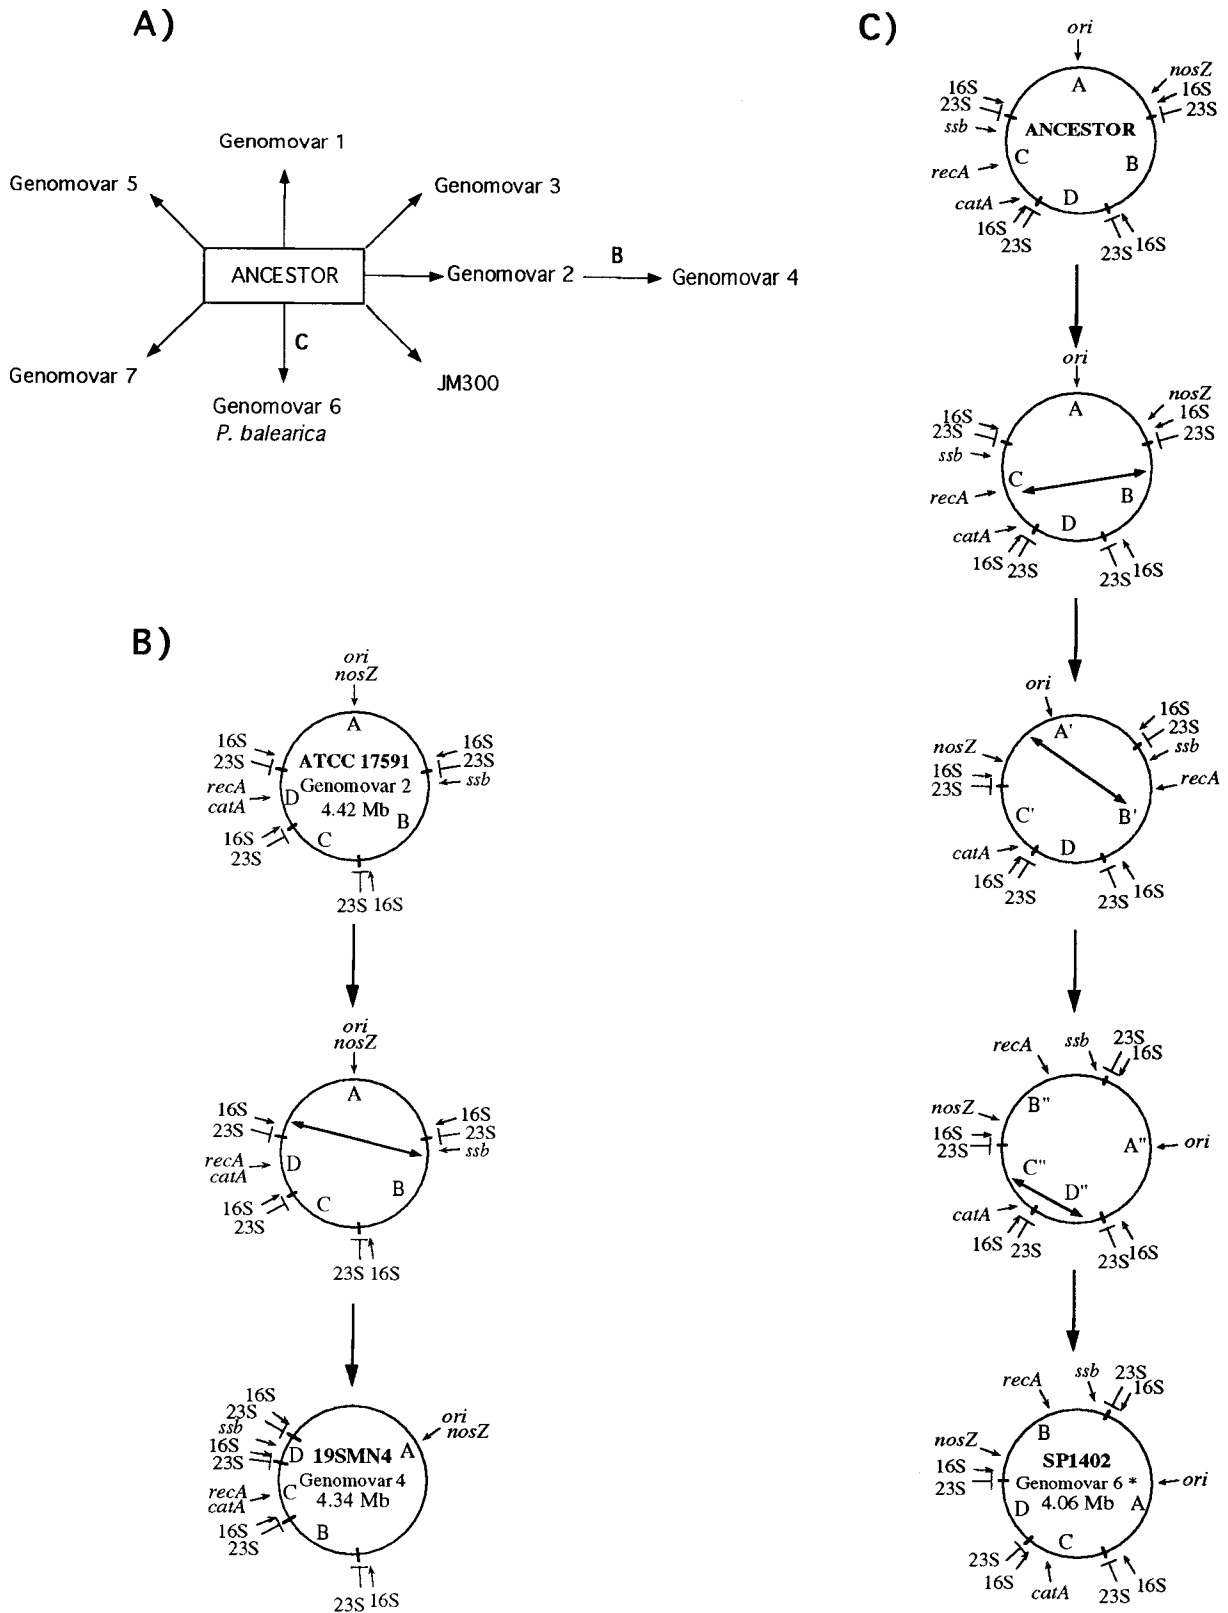 A)
Genomovar 1
Genomovar 5
Genomovar 3
ANCESTOR
Genomovar 2
B
Genomovar 4
C
Genomovar 7
JM300
Genomovar 6
P. balearica
B)
ori
nosZ
A
16S
23S
ATCC 17591
16S
23S
ssb
recA
catA
D
Genomovar 2
4.42 Mb
B
C
16S
23S
23S 16S
ori
nosZ
A
16S
23S
16S
23S
ssb
recA
catA
D
B
C
16S
23S
23S 16S
16S
23S
ssb
16S
23S
D
19SMN4
A
ori
nosZ
Genomovar 4
4.34 Mb
C
recA
catA
B
16S
23S
23S 16S
C)
ori
A
nosZ
16S
23S
16S
23S
ssb
ANCESTOR
C
B
recA
D
catA
16S
23S
23S 16S
ori
A
nosZ
16S
23S
16S
23S
ssb
C
B
recA
D
catA
16S
23S
23S 16S
ori
A'
16S
23S
ssb
recA
nosZ
16S
23S
C'
B'
D
catA
16S
23S
23S 16S
recA
ssb
23S
16S
B"
nosZ
16S
23S
A"
ori
C"
D"
catA
16S
23S
23S 16S
recA
ssb
23S
16S
B
nosZ
16S
23S
SP1402
Genomovar 6 *
4.06 Mb
ori
D
A
C
23S
16S
catA
23S
16S